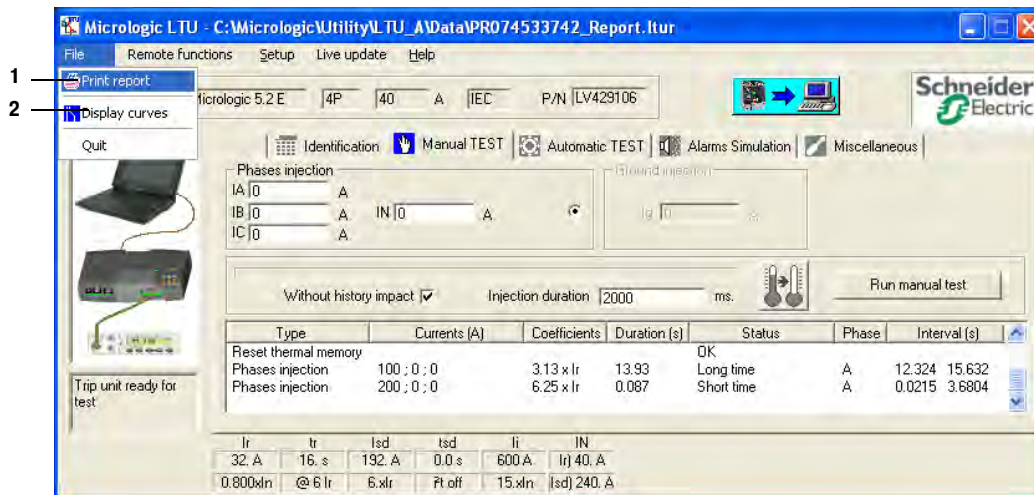 Micrologic LTU - C:\Micrologic\Utility\LTU_A\Data\PR074533742_Report.ltur
File Remote functions Setup Live update Help
1
Print report
2
Display curves
Quit
Micrologic 5.2 E 4P 40 A IEC P/N LV429106
Schneider
Electric
Identification Manual TEST Automatic TEST Alarms Simulation Miscellaneous
Phases injection Ground injection
IA 0 A
IB 0 A IN 0 A Ig 0 A
IC 0 A
Without history impact Injection duration 2000 ms. Run manual test
Type Currents (A) Coefficients Duration (s) Status Phase Interval (s)
Reset thermal memory OK
Phases injection 100 ; 0 ; 0 3.13 x Ir 13.93 Long time A 12.324 15.632
Phases injection 200 ; 0 ; 0 6.25 x Ir 0.087 Short time A 0.0215 3.6804
Trip unit ready for
test
Ir tr Isd tsd Ii IN
32. A 16. s 192. A 0.0 s 600 A Ir) 40. A
0.800xIn @ 6 Ir 6.xIr I²t off 15.xIn Isd) 240. A